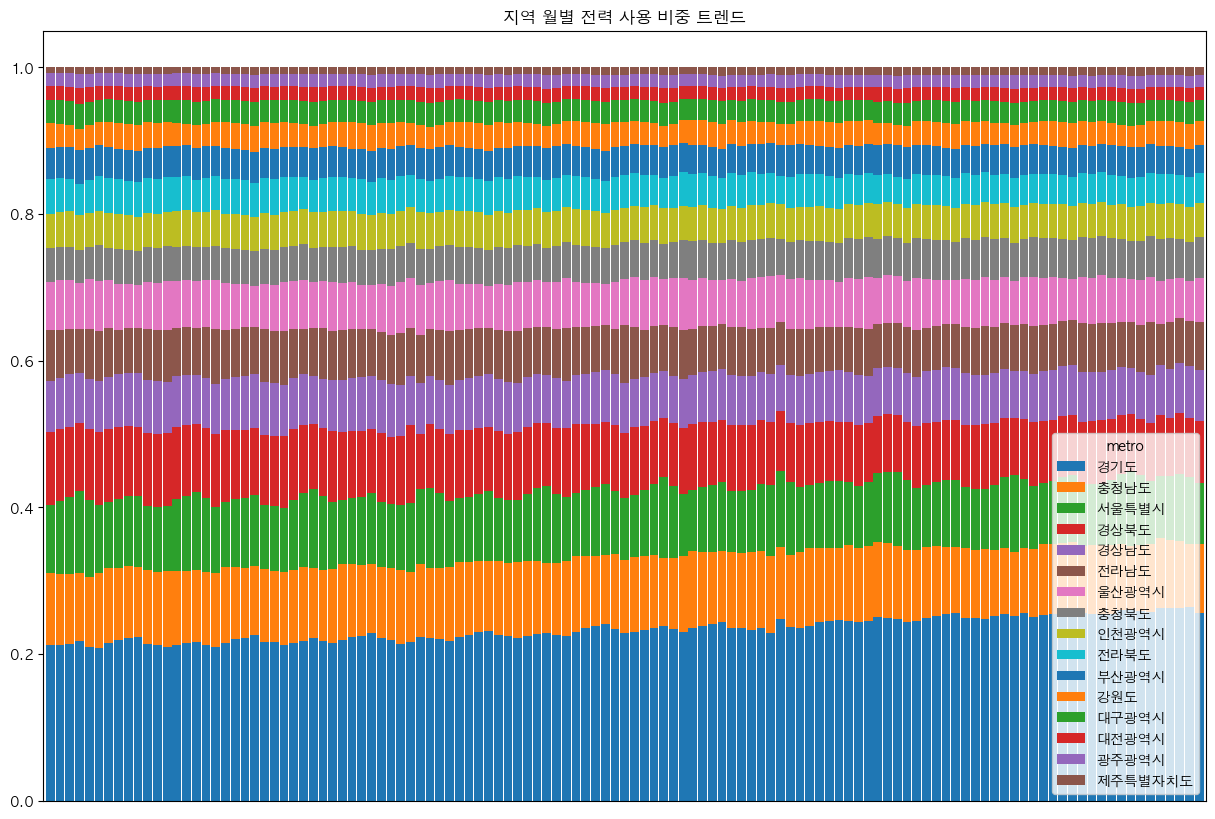 지역 월별 전력 사용 비중 트렌드
1.0
0.8
0.6
0.4
0.2
0.0
metro
경기도
충청남도
서울특별시
경상북도
경상남도
전라남도
울산광역시
충청북도
인천광역시
전라북도
부산광역시
강원도
대구광역시
대전광역시
광주광역시
제주특별자치도